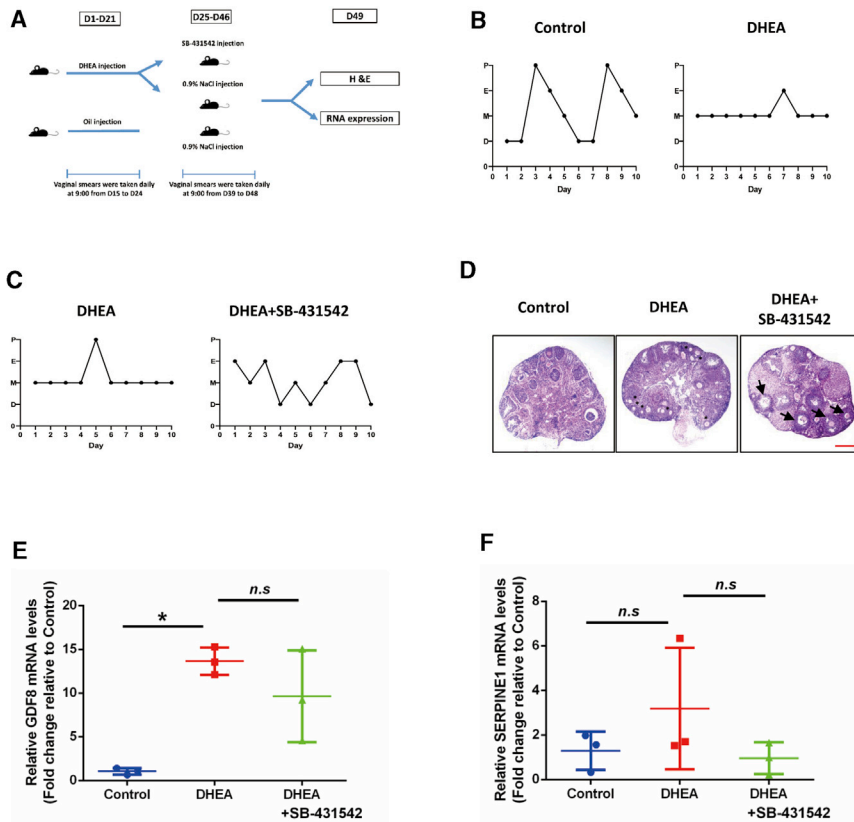 A
D1-D21
D25-D46
D49
SB-431542 injection
DHEA injection
0.9% NaCl injection
H &E
Oil injection
RNA expression
0.9% NaCl injection
Vaginal smears were taken daily
at 9:00 from D15 to D24
Vaginal smears were taken daily
at 9:00 from D39 to D48
B
Control
DHEA
P
E
M
D
0
1 2 3 4 5 6 7 8 9 10
Day
P
E
M
D
0
1 2 3 4 5 6 7 8 9 10
Day
C
DHEA
DHEA+SB-431542
P
E
M
D
0
1 2 3 4 5 6 7 8 9 10
Day
P
E
M
D
0
1 2 3 4 5 6 7 8 9 10
Day
D
Control
DHEA
DHEA+
SB-431542
E
Relative GDF8 mRNA levels
(Fold change relative to Control)
20
15
10
5
0
*
n.s
Control
DHEA
DHEA
+SB-431542
F
Relative SERPINE1 mRNA levels
(Fold change relative to Control)
8
6
4
2
0
n.s
n.s
Control
DHEA
DHEA
+SB-431542